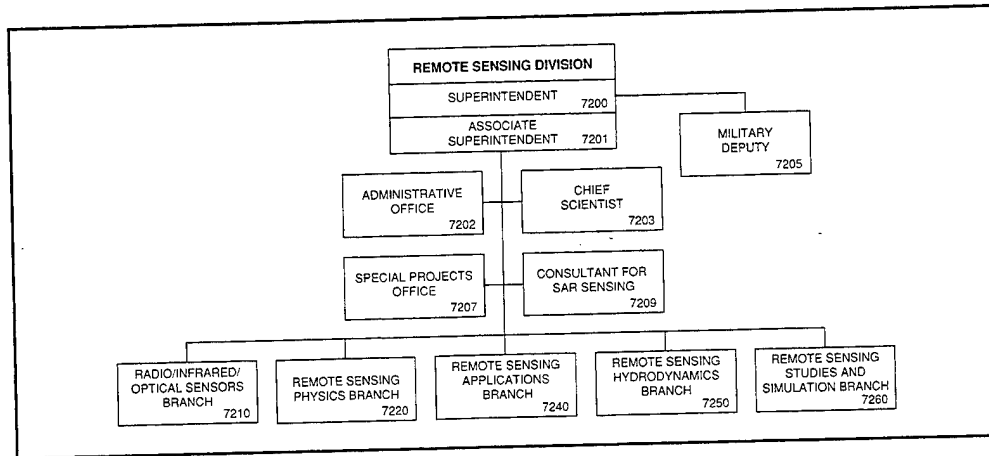 REMOTE SENSING DIVISION
SUPERINTENDENT
7200
ASSOCIATE
SUPERINTENDENT
7201
MILITARY
DEPUTY
7205
ADMINISTRATIVE
OFFICE
7202
CHIEF
SCIENTIST
7203
SPECIAL PROJECTS
OFFICE
7207
CONSULTANT FOR
SAR SENSING
7209
RADIO/INFRARED/
OPTICAL SENSORS
BRANCH
7210
REMOTE SENSING
PHYSICS BRANCH
7220
REMOTE SENSING
APPLICATIONS
BRANCH
7240
REMOTE SENSING
HYDRODYNAMICS
BRANCH
7250
REMOTE SENSING
STUDIES AND
SIMULATION BRANCH
7260